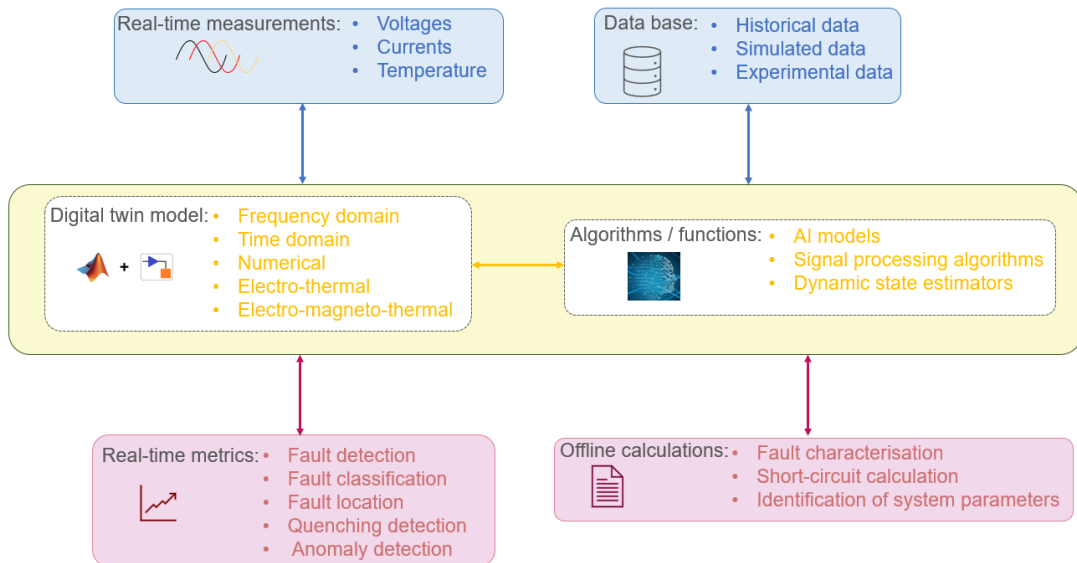 Real-time measurements:
• Voltages
• Currents
• Temperature
Data base:
• Historical data
• Simulated data
• Experimental data
Digital twin model:
• Frequency domain
• Time domain
• Numerical
• Electro-thermal
• Electro-magneto-thermal
+
Algorithms / functions:
• AI models
• Signal processing algorithms
• Dynamic state estimators
Real-time metrics:
• Fault detection
• Fault classification
• Fault location
• Quenching detection
• Anomaly detection
Offline calculations:
• Fault characterisation
• Short-circuit calculation
• Identification of system parameters